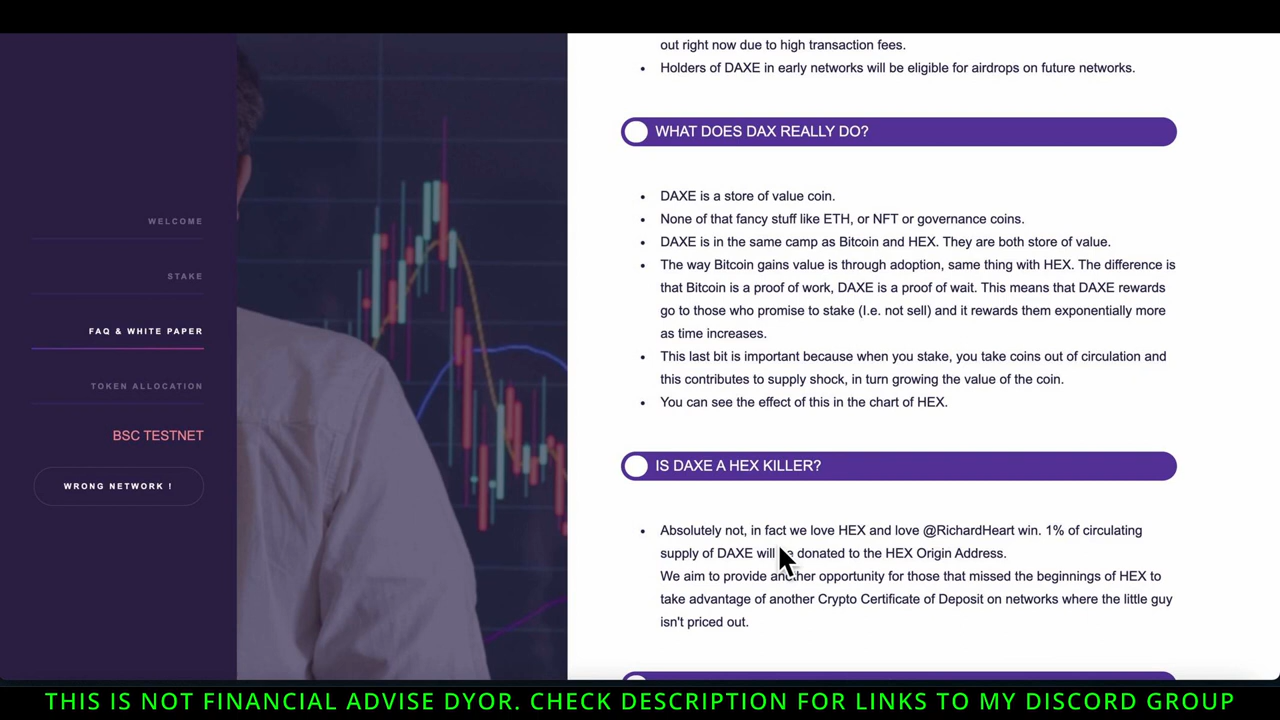 WELCOME
STAKE
FAQ & WHITE PAPER
TOKEN ALLOCATION
BSC TESTNET
WRONG NETWORK !
out right now due to high transaction fees.
• Holders of DAXE in early networks will be eligible for airdrops on future networks.
WHAT DOES DAX REALLY DO?
• DAXE is a store of value coin.
• None of that fancy stuff like ETH, or NFT or governance coins.
• DAXE is in the same camp as Bitcoin and HEX. They are both store of value.
• The way Bitcoin gains value is through adoption, same thing with HEX. The difference is
that Bitcoin is a proof of work, DAXE is a proof of wait. This means that DAXE rewards
go to those who promise to stake (I.e. not sell) and it rewards them exponentially more
as time increases.
• This last bit is important because when you stake, you take coins out of circulation and
this contributes to supply shock, in turn growing the value of the coin.
• You can see the effect of this in the chart of HEX.
IS DAXE A HEX KILLER?
• Absolutely not, in fact we love HEX and love @RichardHeart win. 1% of circulating
supply of DAXE will be donated to the HEX Origin Address.
We aim to provide another opportunity for those that missed the beginnings of HEX to
take advantage of another Crypto Certificate of Deposit on networks where the little guy
isn't priced out.
THIS IS NOT FINANCIAL ADVISE DYOR. CHECK DESCRIPTION FOR LINKS TO MY DISCORD GROUP